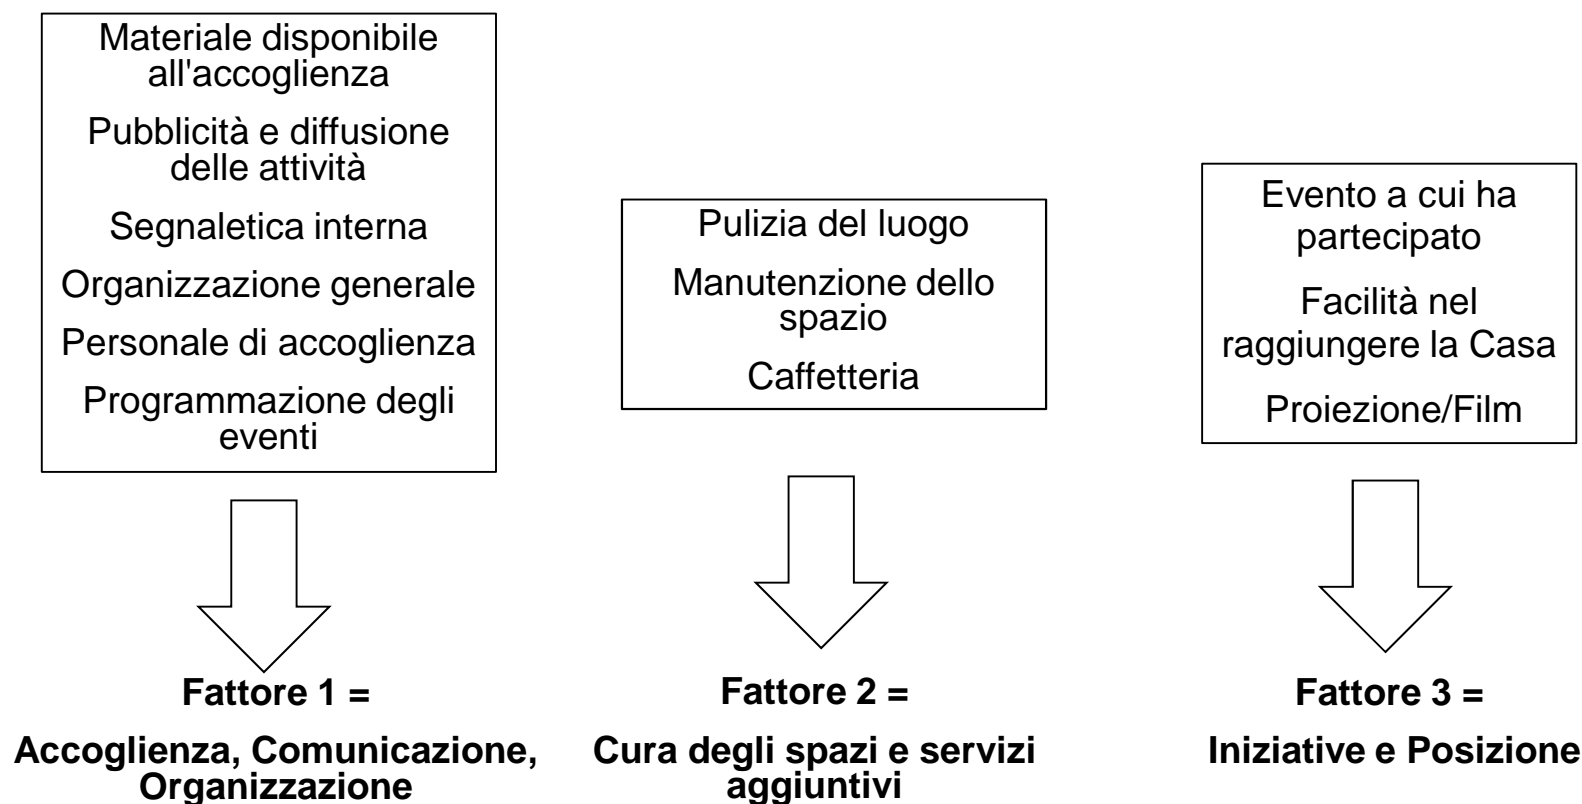 Materiale disponibile
all'accoglienza
Pubblicità e diffusione
delle attività
Segnaletica interna
Organizzazione generale
Personale di accoglienza
Programmazione degli
eventi
Pulizia del luogo
Manutenzione dello
spazio
Caffetteria
Evento a cui ha
partecipato
Facilità nel
raggiungere la Casa
Proiezione/Film
Fattore 1 =
Accoglienza, Comunicazione,
Organizzazione
Fattore 2 =
Cura degli spazi e servizi
aggiuntivi
Fattore 3 =
Iniziative e Posizione